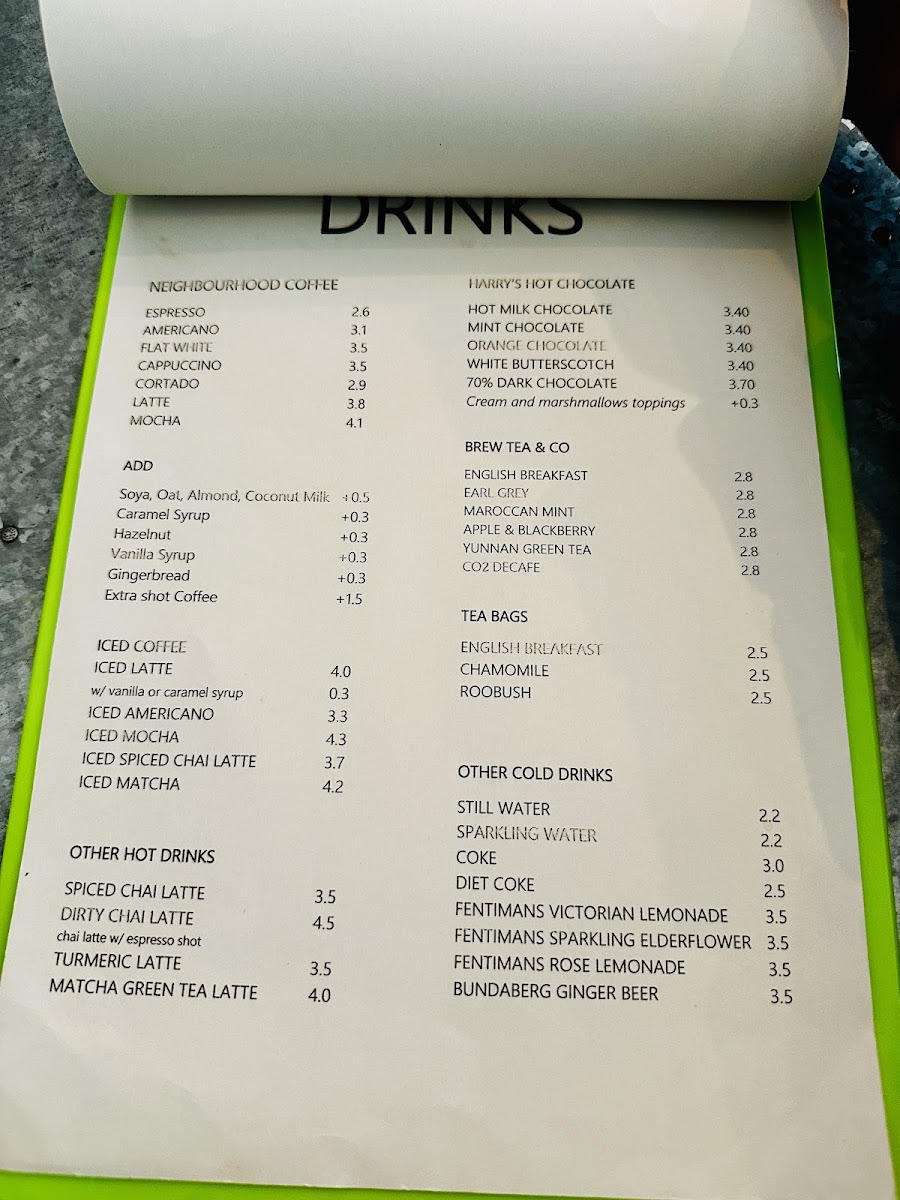 DRINKS
NEIGHBOURHOOD COFFEE
ESPRESSO 2.6
AMERICANO 3.1
FLAT WHITE 3.5
CAPPUCCINO 3.5
CORTADO 2.9
LATTE 3.8
MOCHA 4.1
ADD
Soya, Oat, Almond, Coconut Milk +0.5
Caramel Syrup +0.3
Hazelnut +0.3
Vanilla Syrup +0.3
Gingerbread +0.3
Extra shot Coffee +1.5
ICED COFFEE
ICED LATTE 4.0
w/ vanilla or caramel syrup 0.3
ICED AMERICANO 3.3
ICED MOCHA 4.3
ICED SPICED CHAI LATTE 3.7
ICED MATCHA 4.2
OTHER HOT DRINKS
SPICED CHAI LATTE 3.5
DIRTY CHAI LATTE 4.5
chai latte w/ espresso shot
TURMERIC LATTE 3.5
MATCHA GREEN TEA LATTE 4.0
HARRY'S HOT CHOCOLATE
HOT MILK CHOCOLATE 3.40
MINT CHOCOLATE 3.40
ORANGE CHOCOLATE 3.40
WHITE BUTTERSCOTCH 3.40
70% DARK CHOCOLATE 3.70
Cream and marshmallows toppings +0.3
BREW TEA & CO
ENGLISH BREAKFAST 2.8
EARL GREY 2.8
MAROCCAN MINT 2.8
APPLE & BLACKBERRY 2.8
YUNNAN GREEN TEA 2.8
CO2 DECAFE 2.8
TEA BAGS
ENGLISH BREAKFAST 2.5
CHAMOMILE 2.5
ROOBUSH 2.5
OTHER COLD DRINKS
STILL WATER 2.2
SPARKLING WATER 2.2
COKE 3.0
DIET COKE 2.5
FENTIMANS VICTORIAN LEMONADE 3.5
FENTIMANS SPARKLING ELDERFLOWER 3.5
FENTIMANS ROSE LEMONADE 3.5
BUNDABERG GINGER BEER 3.5